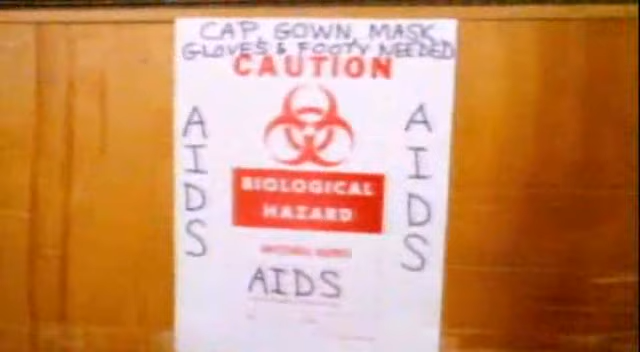 CAP, GOWN, MASK,
GLOVES & FOOTY NEEDED
CAUTION
AIDS
AIDS
BIOLOGICAL
HAZARD
AIDS